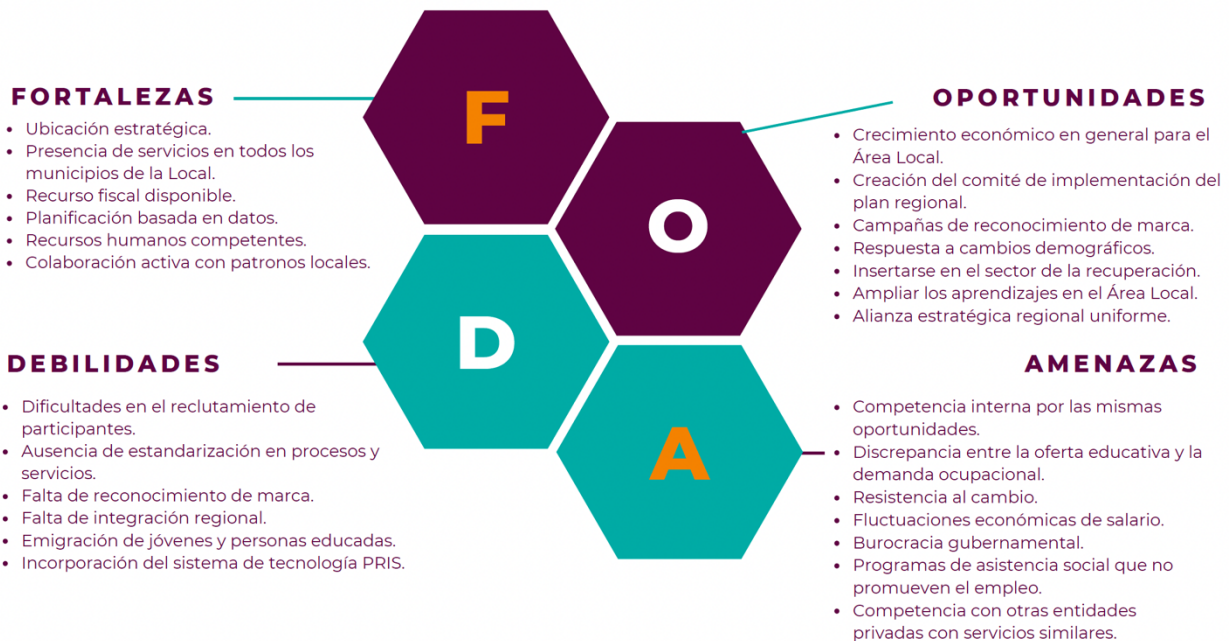 FORTALEZAS
• Ubicación estratégica.
• Presencia de servicios en todos los
municipios de la Local.
• Recurso fiscal disponible.
• Planificación basada en datos.
• Recursos humanos competentes.
• Colaboración activa con patronos locales.
F
O
OPORTUNIDADES
• Crecimiento económico en general para el
Área Local.
• Creación del comité de implementación del
plan regional.
• Campañas de reconocimiento de marca.
• Respuesta a cambios demográficos.
• Insertarse en el sector de la recuperación.
• Ampliar los aprendizajes en el Área Local.
• Alianza estratégica regional uniforme.
DEBILIDADES
• Dificultades en el reclutamiento de
participantes.
• Ausencia de estandarización en procesos y
servicios.
• Falta de reconocimiento de marca.
• Falta de integración regional.
• Emigración de jóvenes y personas educadas.
• Incorporación del sistema de tecnología PRIS.
D
A
AMENAZAS
• Competencia interna por las mismas
oportunidades.
• Discrepancia entre la oferta educativa y la
demanda ocupacional.
• Resistencia al cambio.
• Fluctuaciones económicas de salario.
• Burocracia gubernamental.
• Programas de asistencia social que no
promueven el empleo.
• Competencia con otras entidades
privadas con servicios similares.